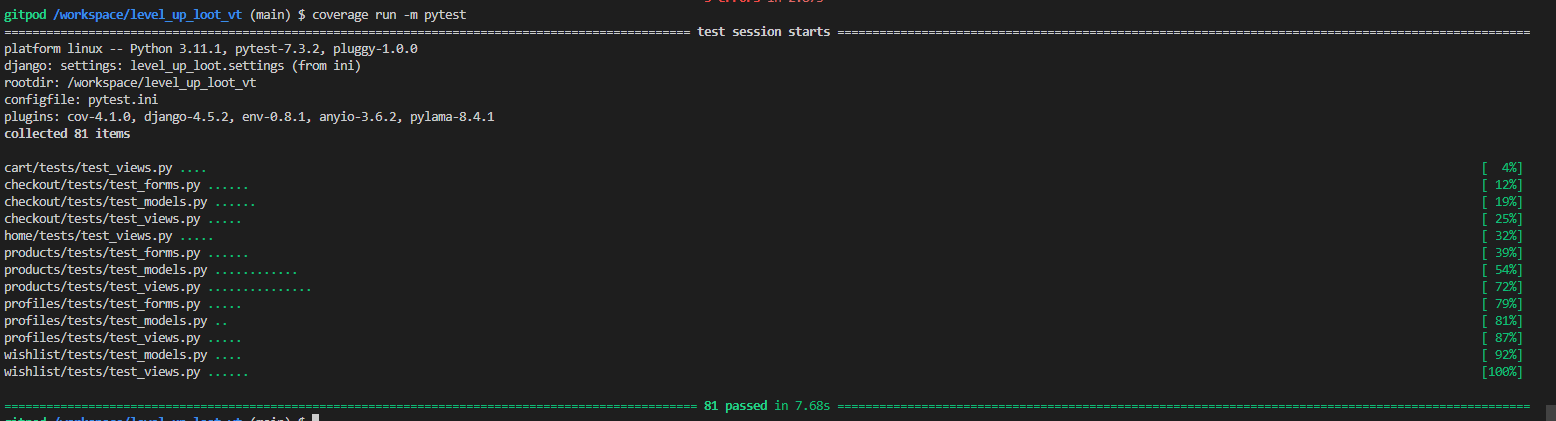 gitpod /workspace/level_up_loot_vt (main) $ coverage run -m pytest
test session starts
platform linux -- Python 3.11.1, pytest-7.3.2, pluggy-1.0.0
django: settings: level_up_loot.settings (from ini)
rootdir: /workspace/level_up_loot_vt
configfile: pytest.ini
plugins: cov-4.1.0, django-4.5.2, env-0.8.1, anyio-3.6.2, pylama-8.4.1
collected 81 items
cart/tests/test_views.py .... [  4%]
checkout/tests/test_forms.py ...... [ 12%]
checkout/tests/test_models.py ...... [ 19%]
checkout/tests/test_views.py ..... [ 25%]
home/tests/test_views.py ..... [ 32%]
products/tests/test_forms.py ...... [ 39%]
products/tests/test_models.py ............ [ 54%]
products/tests/test_views.py ............... [ 72%]
profiles/tests/test_forms.py ..... [ 79%]
profiles/tests/test_models.py .. [ 81%]
profiles/tests/test_views.py ..... [ 87%]
wishlist/tests/test_models.py .... [ 92%]
wishlist/tests/test_views.py ...... [100%]
81 passed in 7.68s
gitpod /workspace/level_up_loot_vt (main) $